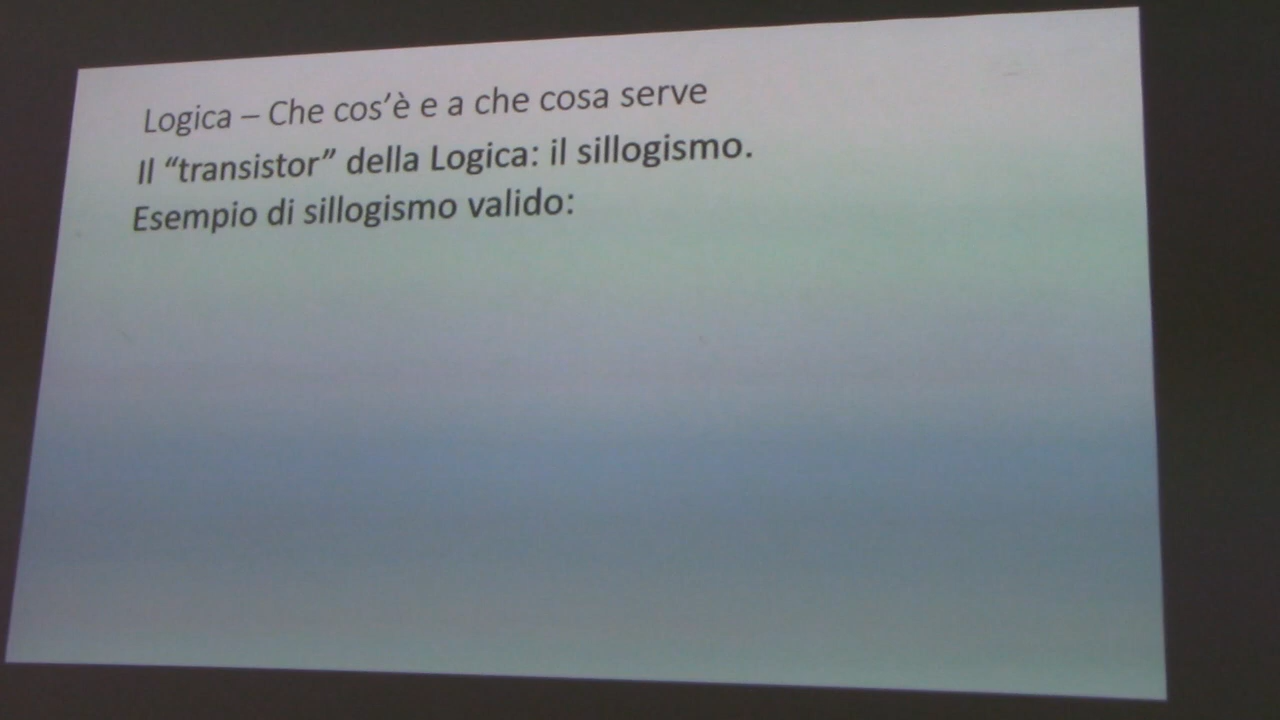 Logica – Che cos’è e a che cosa serve
Il “transistor” della Logica: il sillogismo.
Esempio di sillogismo valido: